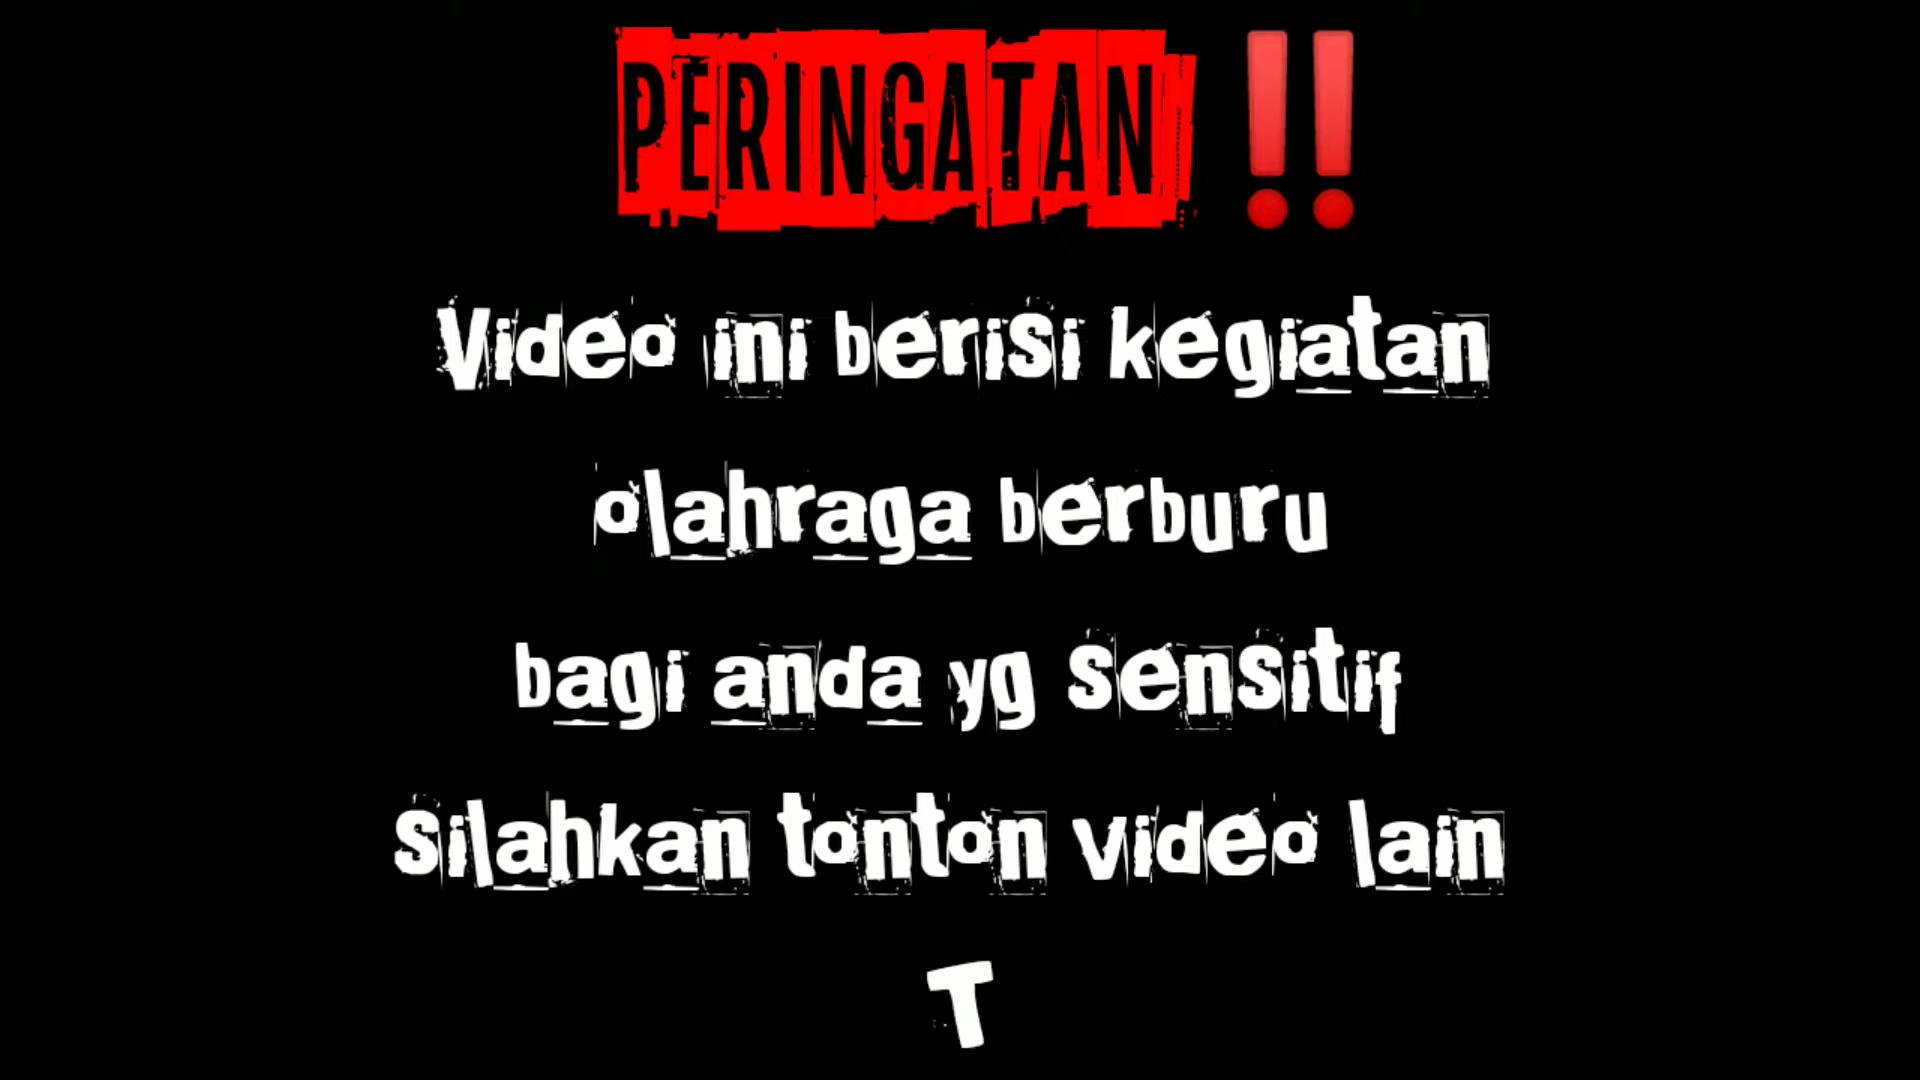 PERINGATAN ‼
Video ini berisi kegiatan
olahraga berburu
bagi anda yg sensitif
silahkan tonton video lain
T